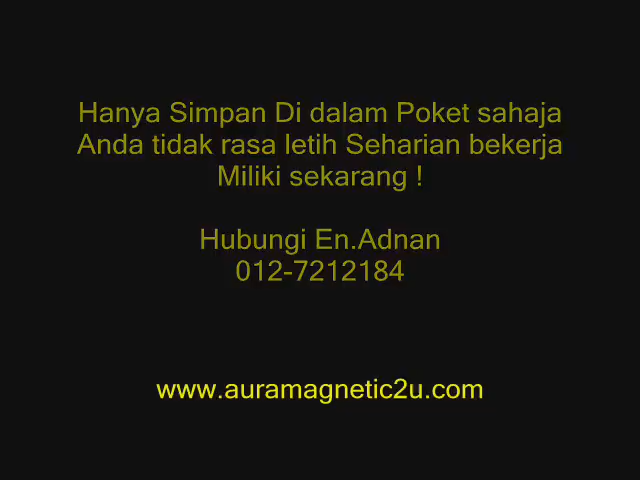 Hanya Simpan Di dalam Poket sahaja
Anda tidak rasa letih Seharian bekerja
Miliki sekarang !
Hubungi En.Adnan
012-7212184
www.auramagnetic2u.com